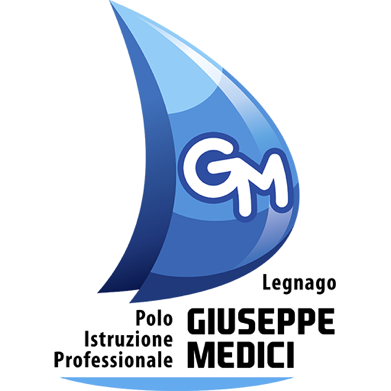 GM
Legnago
Polo
Istruzione
Professionale
GIUSEPPE
MEDICI